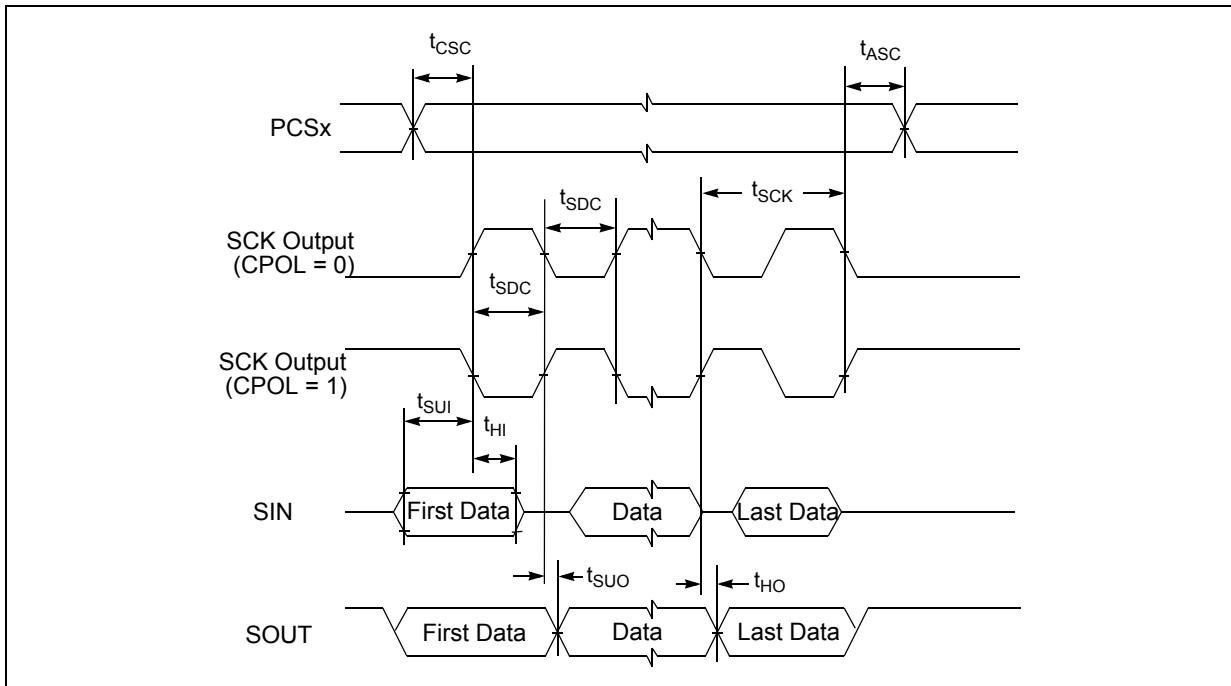 tCSC
tASC
PCSx
tSCK
tSDC
SCK Output
(CPOL = 0)
tSDC
SCK Output
(CPOL = 1)
tSUI
tHI
SIN
First Data
Data
Last Data
tSUO
tHO
SOUT
First Data
Data
Last Data